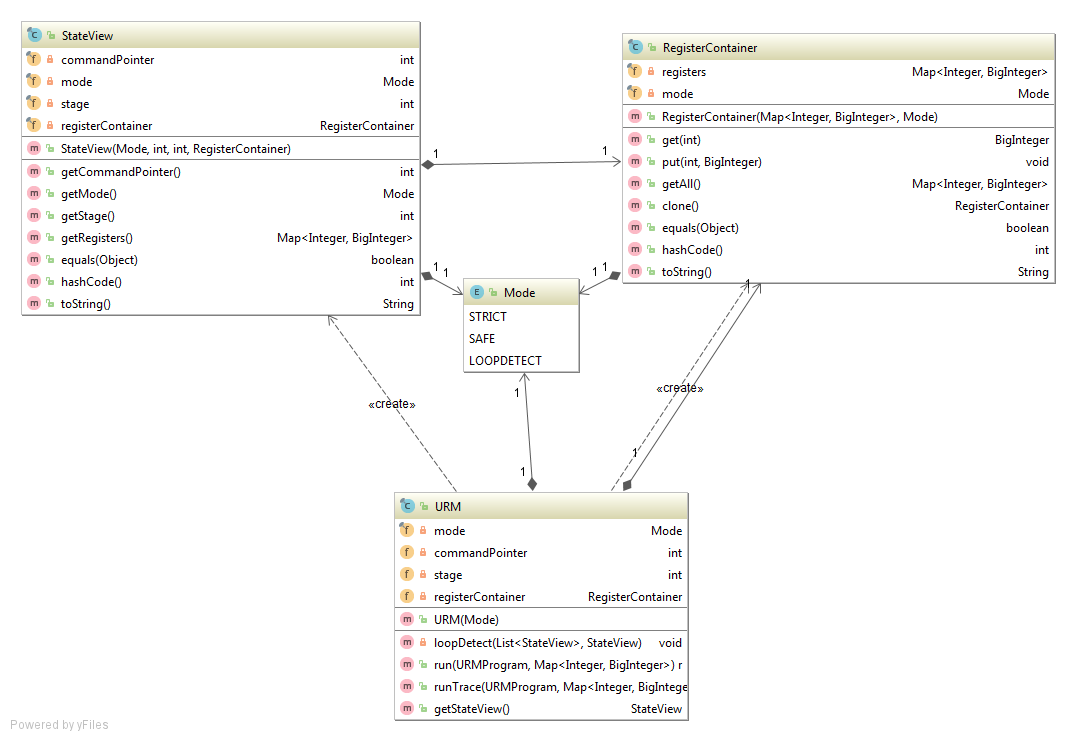 StateView
commandPointer int
mode Mode
stage int
registerContainer RegisterContainer
StateView(Mode, int, int, RegisterContainer)
getCommandPointer() int
getMode() Mode
getStage() int
getRegisters() Map<Integer, BigInteger>
equals(Object) boolean
hashCode() int
toString() String
RegisterContainer
registers Map<Integer, BigInteger>
mode Mode
RegisterContainer(Map<Integer, BigInteger>, Mode)
get(int) BigInteger
put(int, BigInteger) void
getAll() Map<Integer, BigInteger>
clone() RegisterContainer
equals(Object) boolean
hashCode() int
toString() String
1 1
1 1
1 1
Mode
STRICT
SAFE
LOOPDETECT
1
1
«create»
«create»
1
1
URM
mode Mode
commandPointer int
stage int
registerContainer RegisterContainer
URM(Mode)
loopDetect(List<StateView>, StateView) void
run(URMProgram, Map<Integer, BigInteger>) r
runTrace(URMProgram, Map<Integer, BigIntege
getStateView() StateView
Powered by yFiles